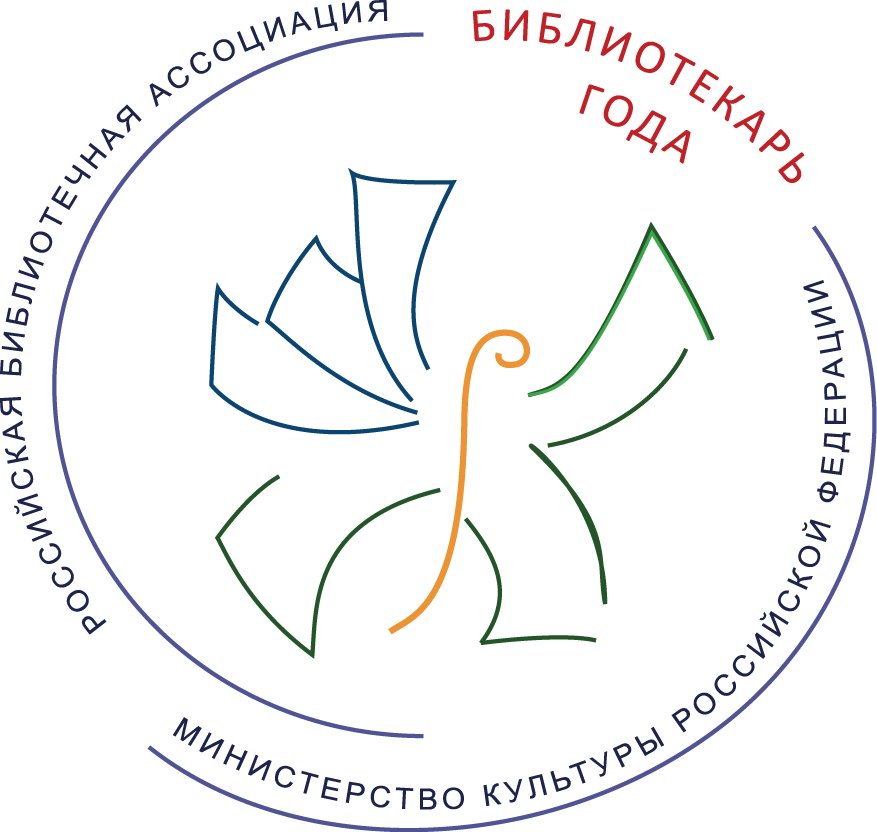 РОССИЙСКАЯ БИБЛИОТЕЧНАЯ АССОЦИАЦИЯ
БИБЛИОТЕКАРЬ
ГОДА
МИНИСТЕРСТВО КУЛЬТУРЫ РОССИЙСКОЙ ФЕДЕРАЦИИ